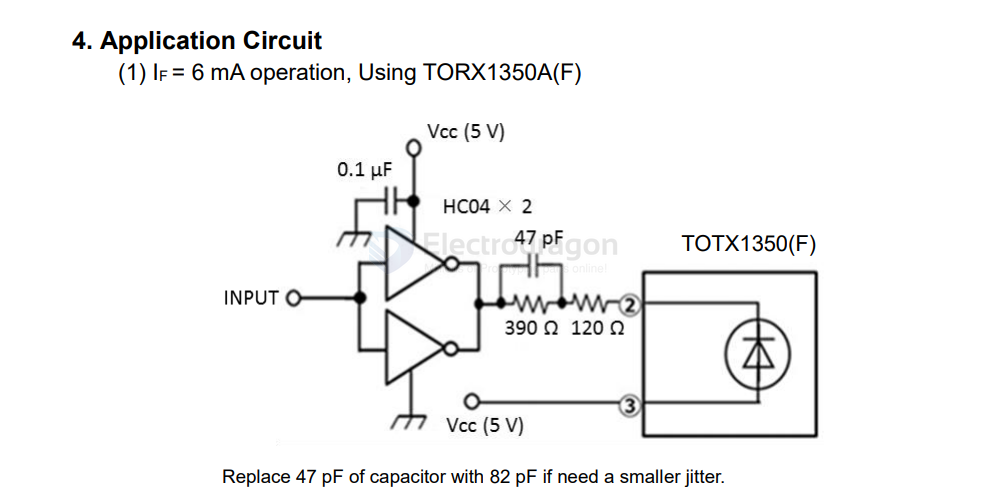 4. Application Circuit
(1) IF = 6 mA operation, Using TORX1350A(F)
Vcc (5 V)
0.1 μF
HC04 × 2
47 pF
Electrodragon
TOTX1350(F)
INPUT
390 Ω 120 Ω
2
3
Vcc (5 V)
Replace 47 pF of capacitor with 82 pF if need a smaller jitter.